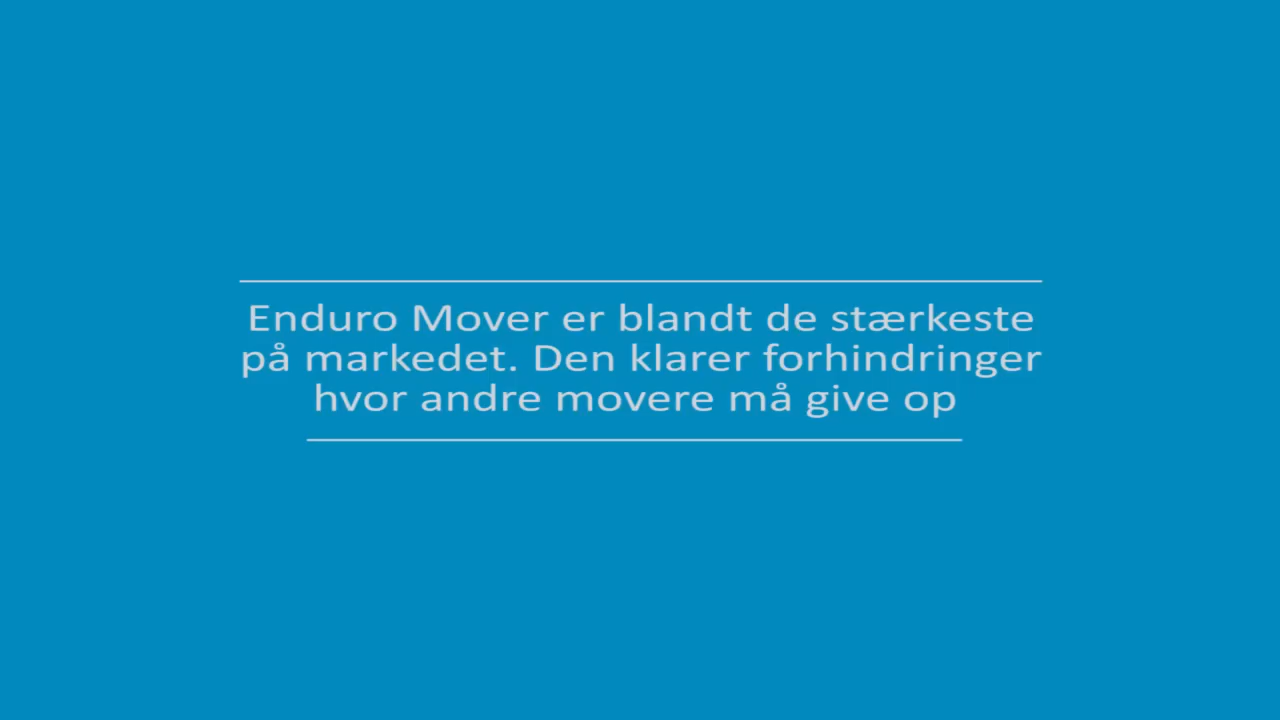 Enduro Mover er blandt de stærkeste
på markedet. Den klarer forhindringer
hvor andre movere må give op